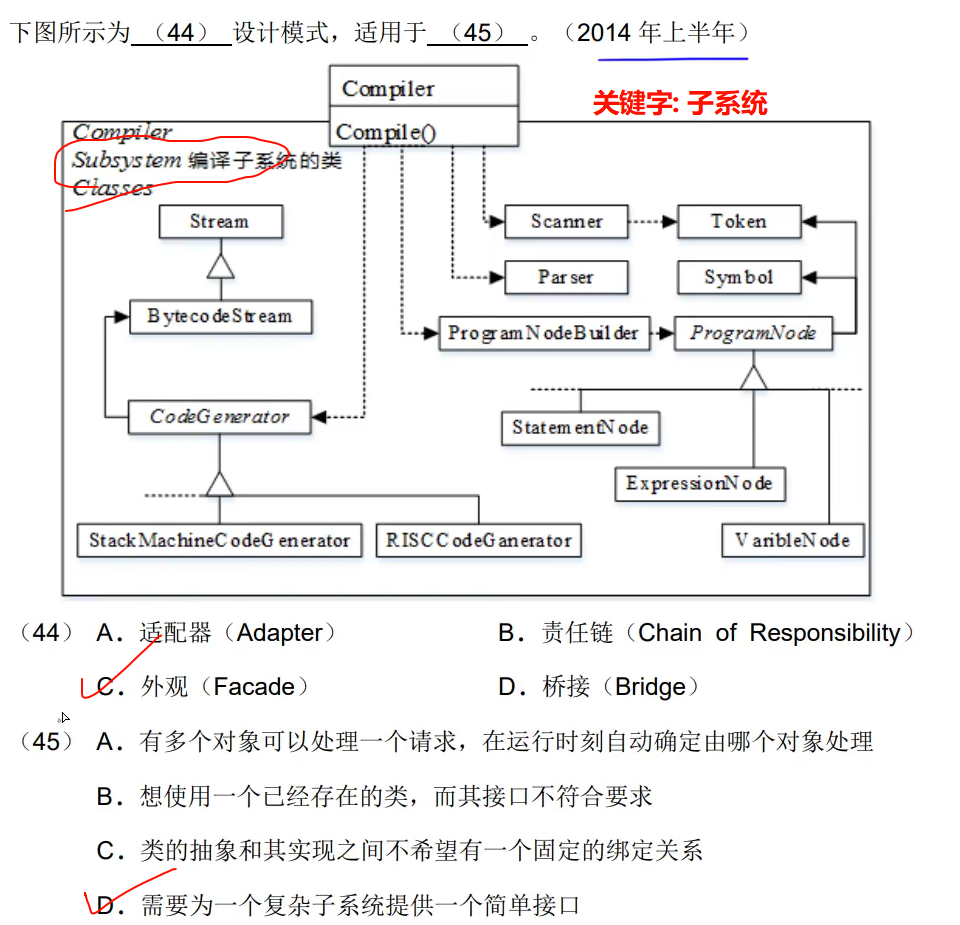 下图所示为 （44） 设计模式，适用于 （45） 。（2014 年上半年）
关键字: 子系统
Compiler
Compile()
Compiler
Subsystem 编译子系统的类
Classes
Stream
Scanner
Token
Parser
Symbol
BytecodeStream
ProgramNodeBuilder
ProgramNode
CodeGenerator
StatementNode
ExpressionNode
StackMachineCodeGenerator
RISCCodeGanerator
VaribleNode
（44） A．适配器（Adapter） B．责任链（Chain of Responsibility）
C．外观（Facade） D．桥接（Bridge）
（45） A．有多个对象可以处理一个请求，在运行时刻自动确定由哪个对象处理
B．想使用一个已经存在的类，而其接口不符合要求
C．类的抽象和其实现之间不希望有一个固定的绑定关系
D．需要为一个复杂子系统提供一个简单接口